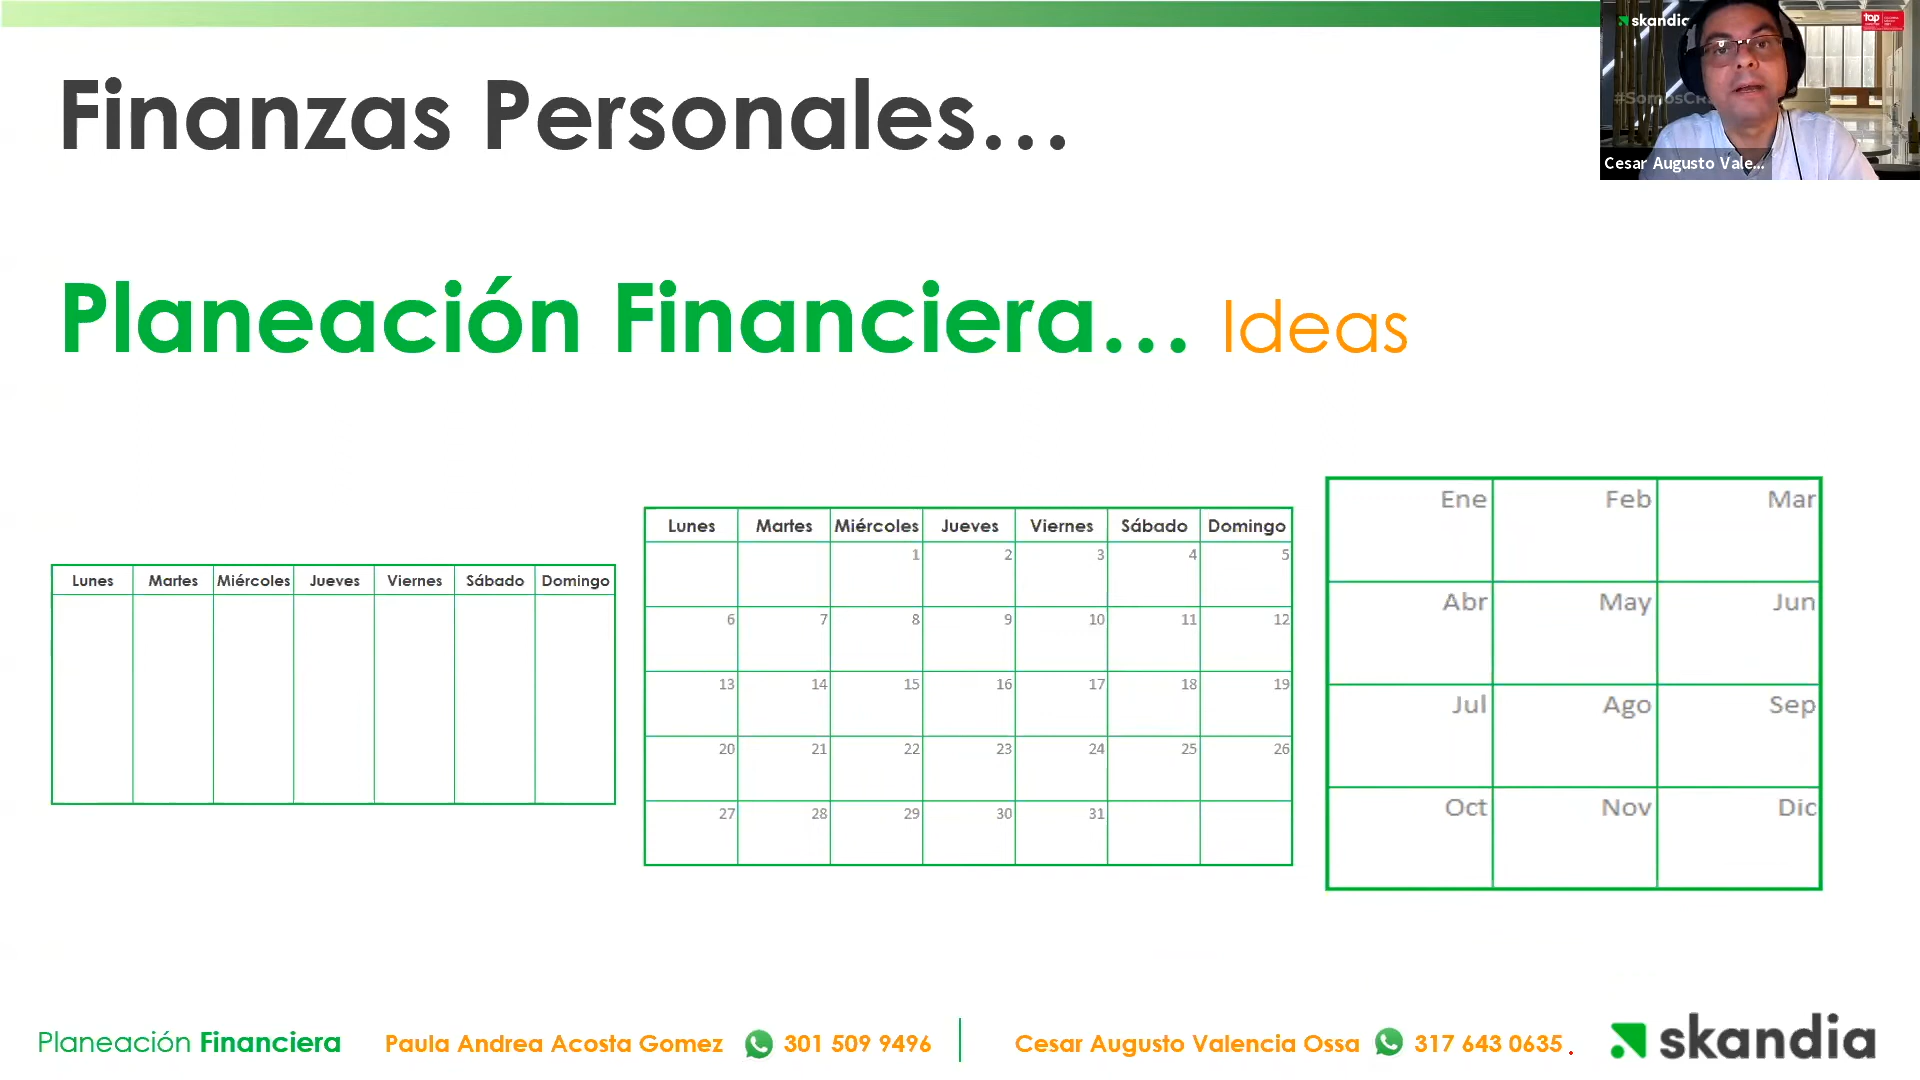 Finanzas Personales...
Planeación Financiera... Ideas
Lunes Martes Miércoles Jueves Viernes Sábado Domingo
Lunes Martes Miércoles Jueves Viernes Sábado Domingo
1 2 3 4 5
6 7 8 9 10 11 12
13 14 15 16 17 18 19
20 21 22 23 24 25 26
27 28 29 30 31
Ene Feb Mar
Abr May Jun
Jul Ago Sep
Oct Nov Dic
skandia
top
Cesar Augusto Vale...
Planeación Financiera Paula Andrea Acosta Gomez 301 509 9496 Cesar Augusto Valencia Ossa 317 643 0635 .
skandia